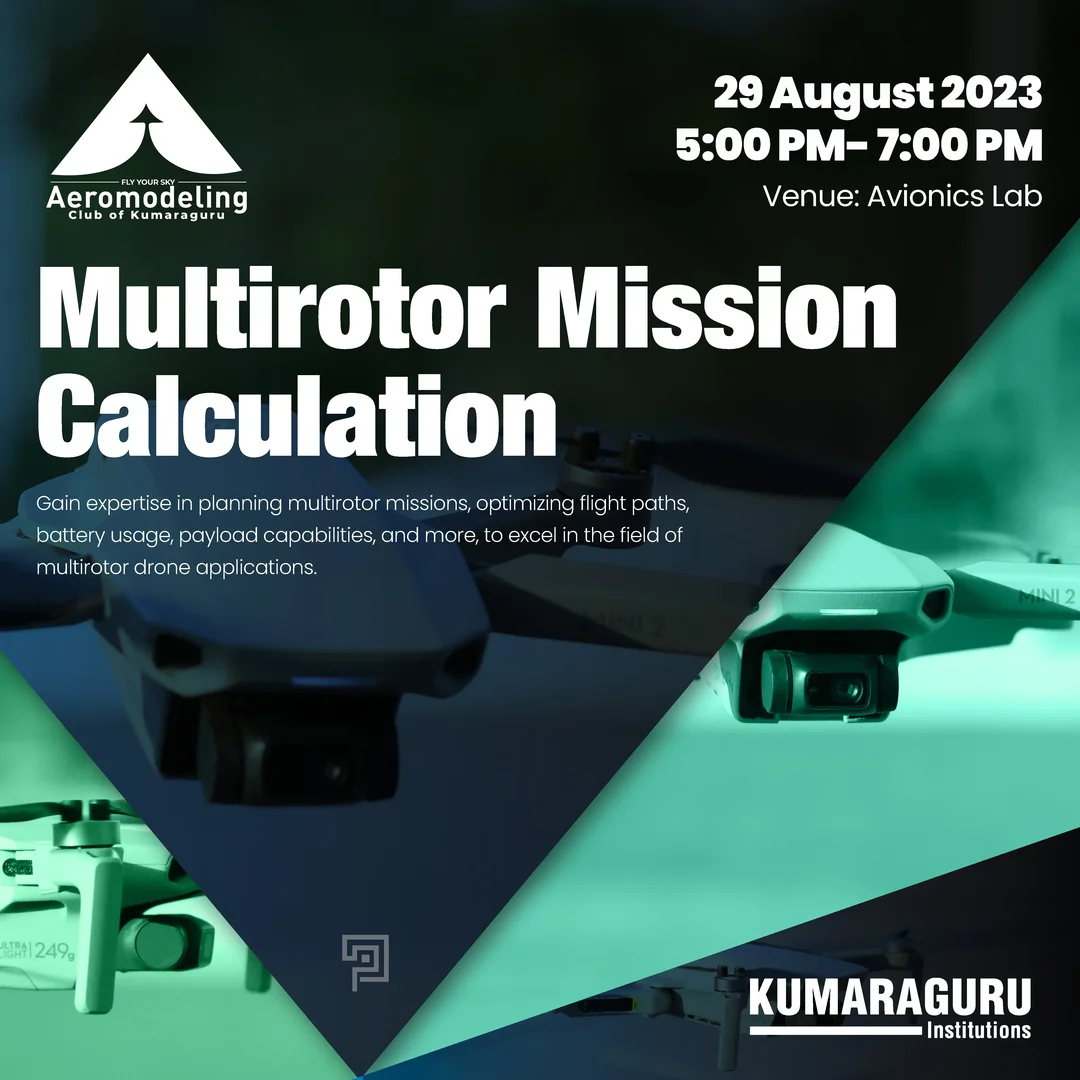 FLY YOUR SKY
Aeromodeling
Club of Kumaraguru
29 August 2023
5:00 PM– 7:00 PM
Venue: Avionics Lab
Multirotor Mission
Calculation
Gain expertise in planning multirotor missions, optimizing flight paths,
battery usage, payload capabilities, and more, to excel in the field of
multirotor drone applications.
MINI 2
MINI 2
ULTRA
LIGHT
249g
KUMARAGURU
Institutions